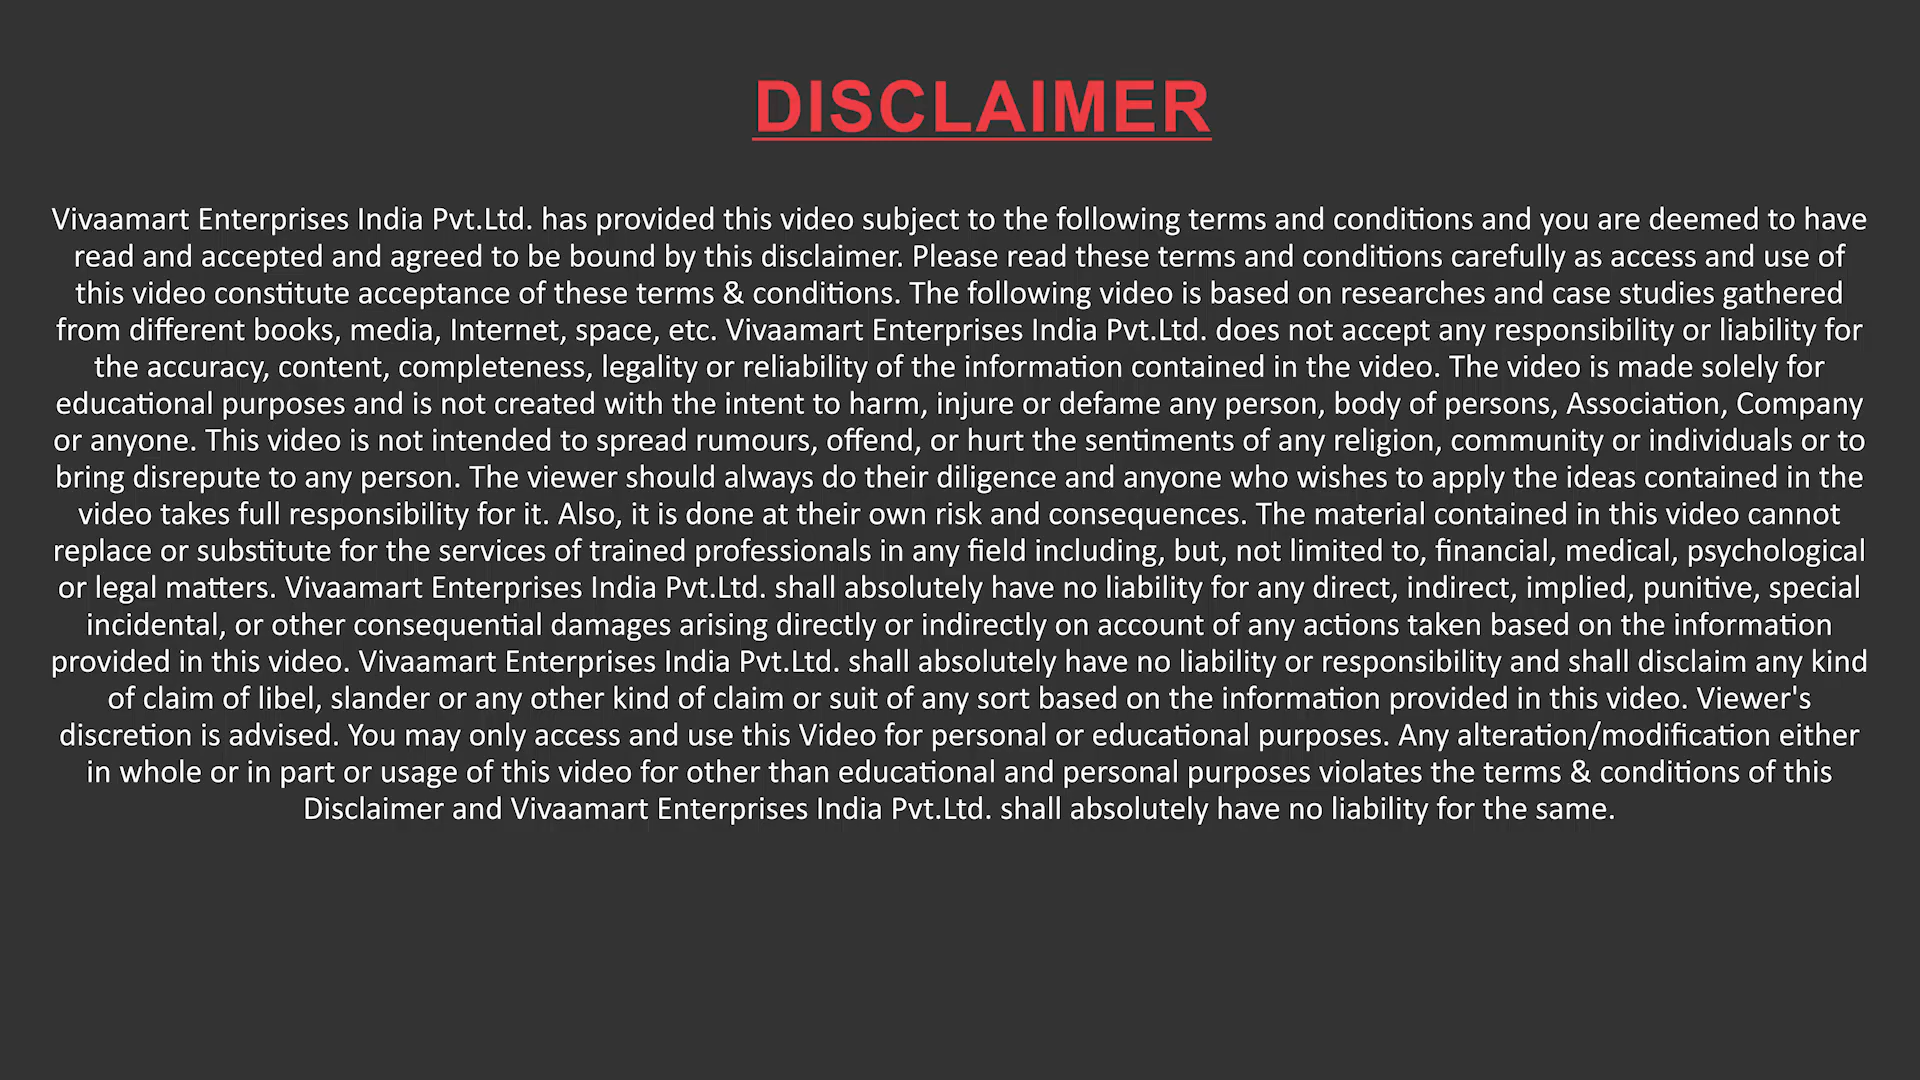 DISCLAIMER
Vivaamart Enterprises India Pvt.Ltd. has provided this video subject to the following terms and conditions and you are deemed to have
read and accepted and agreed to be bound by this disclaimer. Please read these terms and conditions carefully as access and use of
this video constitute acceptance of these terms & conditions. The following video is based on researches and case studies gathered
from different books, media, Internet, space, etc. Vivaamart Enterprises India Pvt.Ltd. does not accept any responsibility or liability for
the accuracy, content, completeness, legality or reliability of the information contained in the video. The video is made solely for
educational purposes and is not created with the intent to harm, injure or defame any person, body of persons, Association, Company
or anyone. This video is not intended to spread rumours, offend, or hurt the sentiments of any religion, community or individuals or to
bring disrepute to any person. The viewer should always do their diligence and anyone who wishes to apply the ideas contained in the
video takes full responsibility for it. Also, it is done at their own risk and consequences. The material contained in this video cannot
replace or substitute for the services of trained professionals in any field including, but, not limited to, financial, medical, psychological
or legal matters. Vivaamart Enterprises India Pvt.Ltd. shall absolutely have no liability for any direct, indirect, implied, punitive, special
incidental, or other consequential damages arising directly or indirectly on account of any actions taken based on the information
provided in this video. Vivaamart Enterprises India Pvt.Ltd. shall absolutely have no liability or responsibility and shall disclaim any kind
of claim of libel, slander or any other kind of claim or suit of any sort based on the information provided in this video. Viewer's
discretion is advised. You may only access and use this Video for personal or educational purposes. Any alteration/modification either
in whole or in part or usage of this video for other than educational and personal purposes violates the terms & conditions of this
Disclaimer and Vivaamart Enterprises India Pvt.Ltd. shall absolutely have no liability for the same.